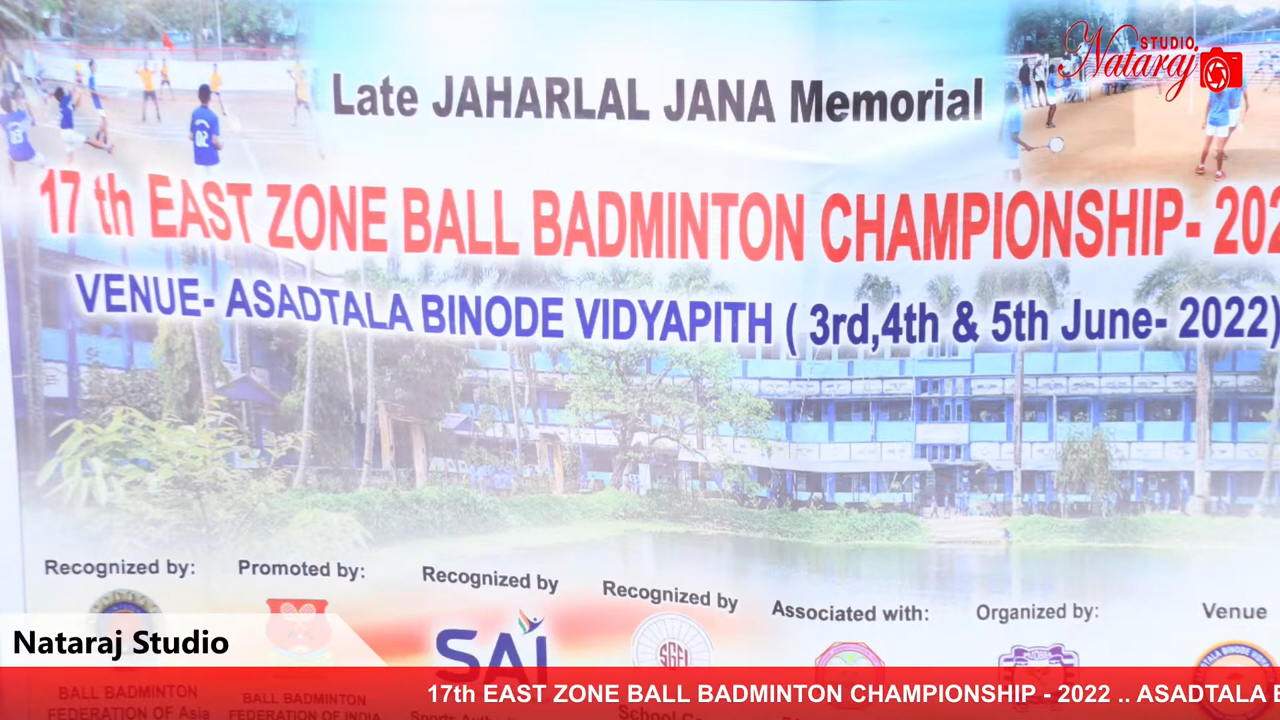 STUDIO
Nataraj
Late JAHARLAL JANA Memorial
17 th EAST ZONE BALL BADMINTON CHAMPIONSHIP- 202
VENUE- ASADTALA BINODE VIDYAPITH ( 3rd,4th & 5th June- 2022)
Recognized by:
Promoted by:
Recognized by
Recognized by
Associated with:
Organized by:
Venue
SAI
SGFI
Nataraj Studio
BALL BADMINTON
FEDERATION OF Asia
BALL BADMINTON
FEDERATION OF INDIA
17th EAST ZONE BALL BADMINTON CHAMPIONSHIP - 2022 .. ASADTALA